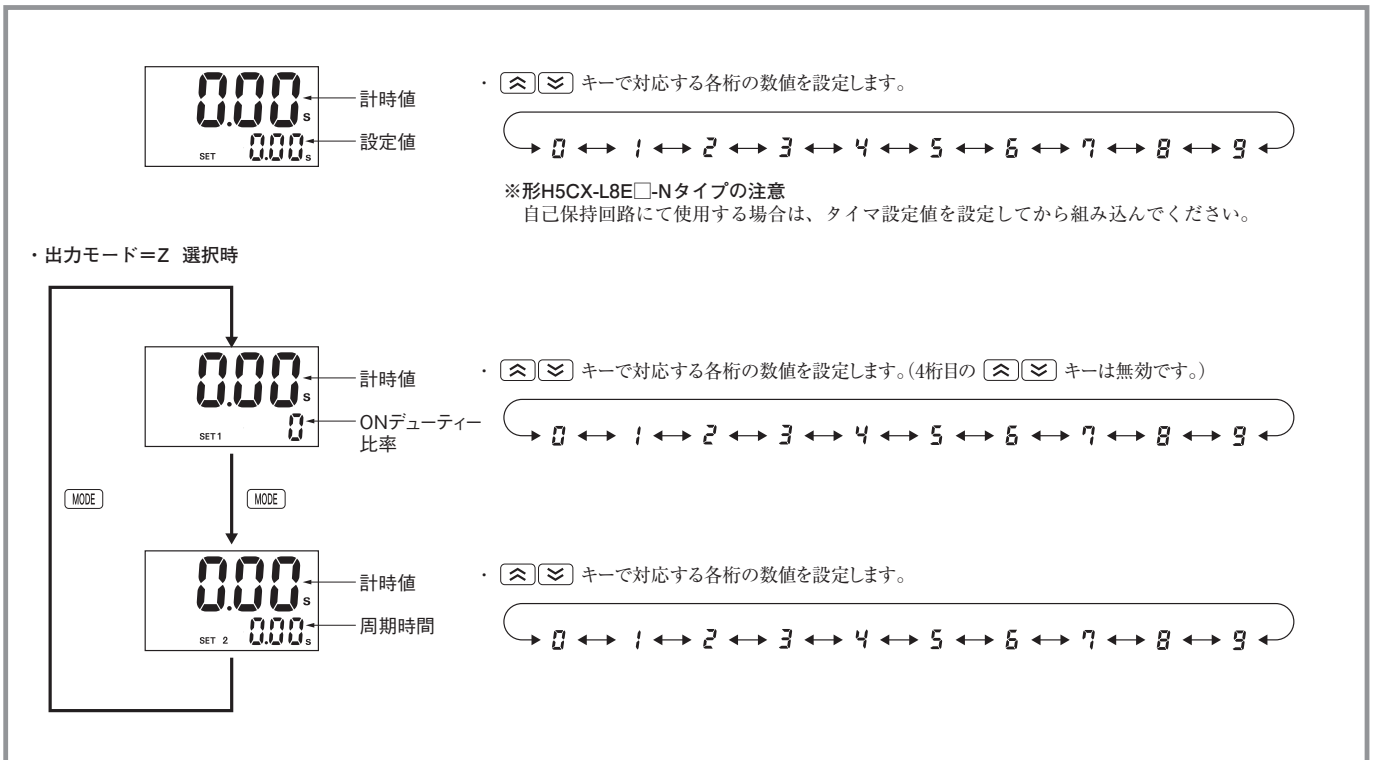 0.00 s
計時値
0.00 s
設定値
SET
・ キーで対応する各桁の数値を設定します。
0 1 2 3 4 5 6 7 8 9
※形H5CX-L8E□-Nタイプの注意
自己保持回路にて使用する場合は、タイマ設定値を設定してから組み込んでください。
・出力モード=Z 選択時
0.00 s
計時値
SET1 0
ONデューティー
比率
・ キーで対応する各桁の数値を設定します。(4桁目の キーは無効です。)
0 1 2 3 4 5 6 7 8 9
MODE
MODE
0.00 s
計時値
SET 2 0.00 s
周期時間
・ キーで対応する各桁の数値を設定します。
0 1 2 3 4 5 6 7 8 9